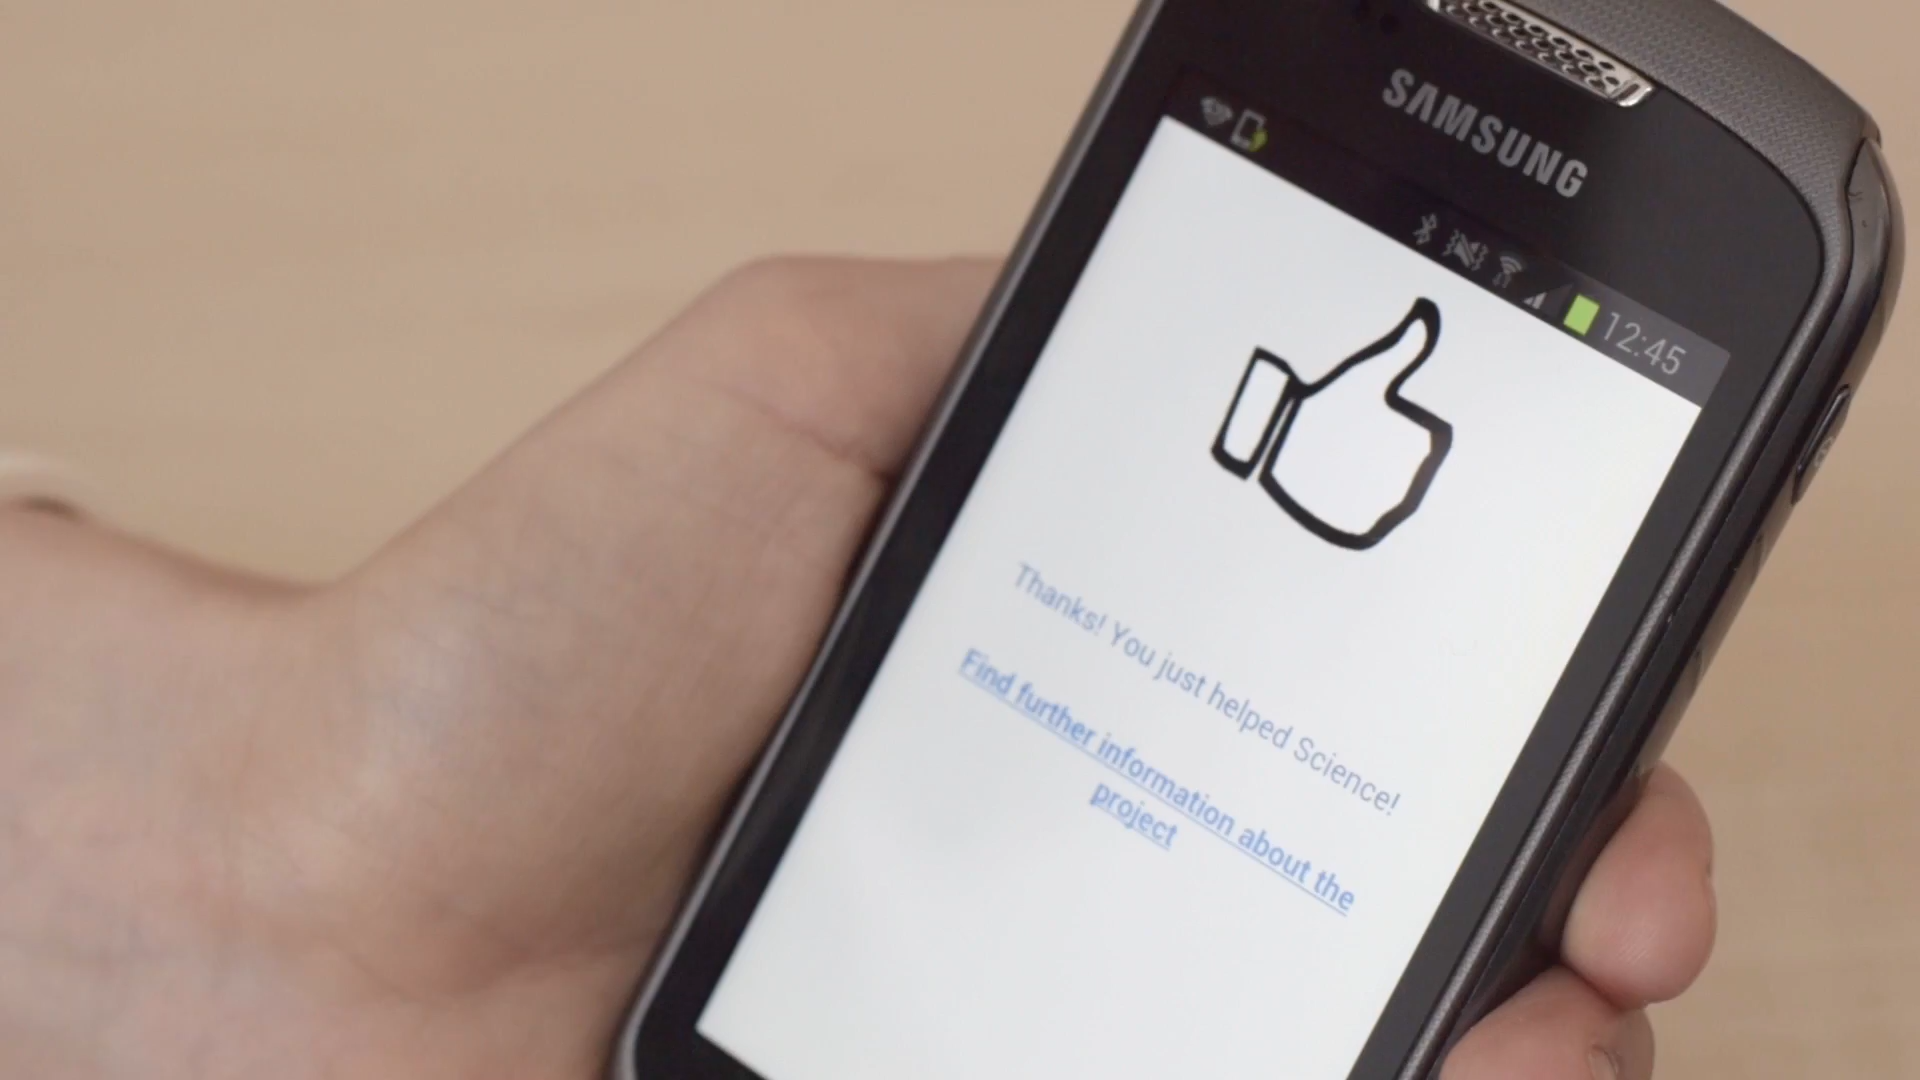 SAMSUNG
12:45
Thanks! You just helped Science!
Find further information about the
project